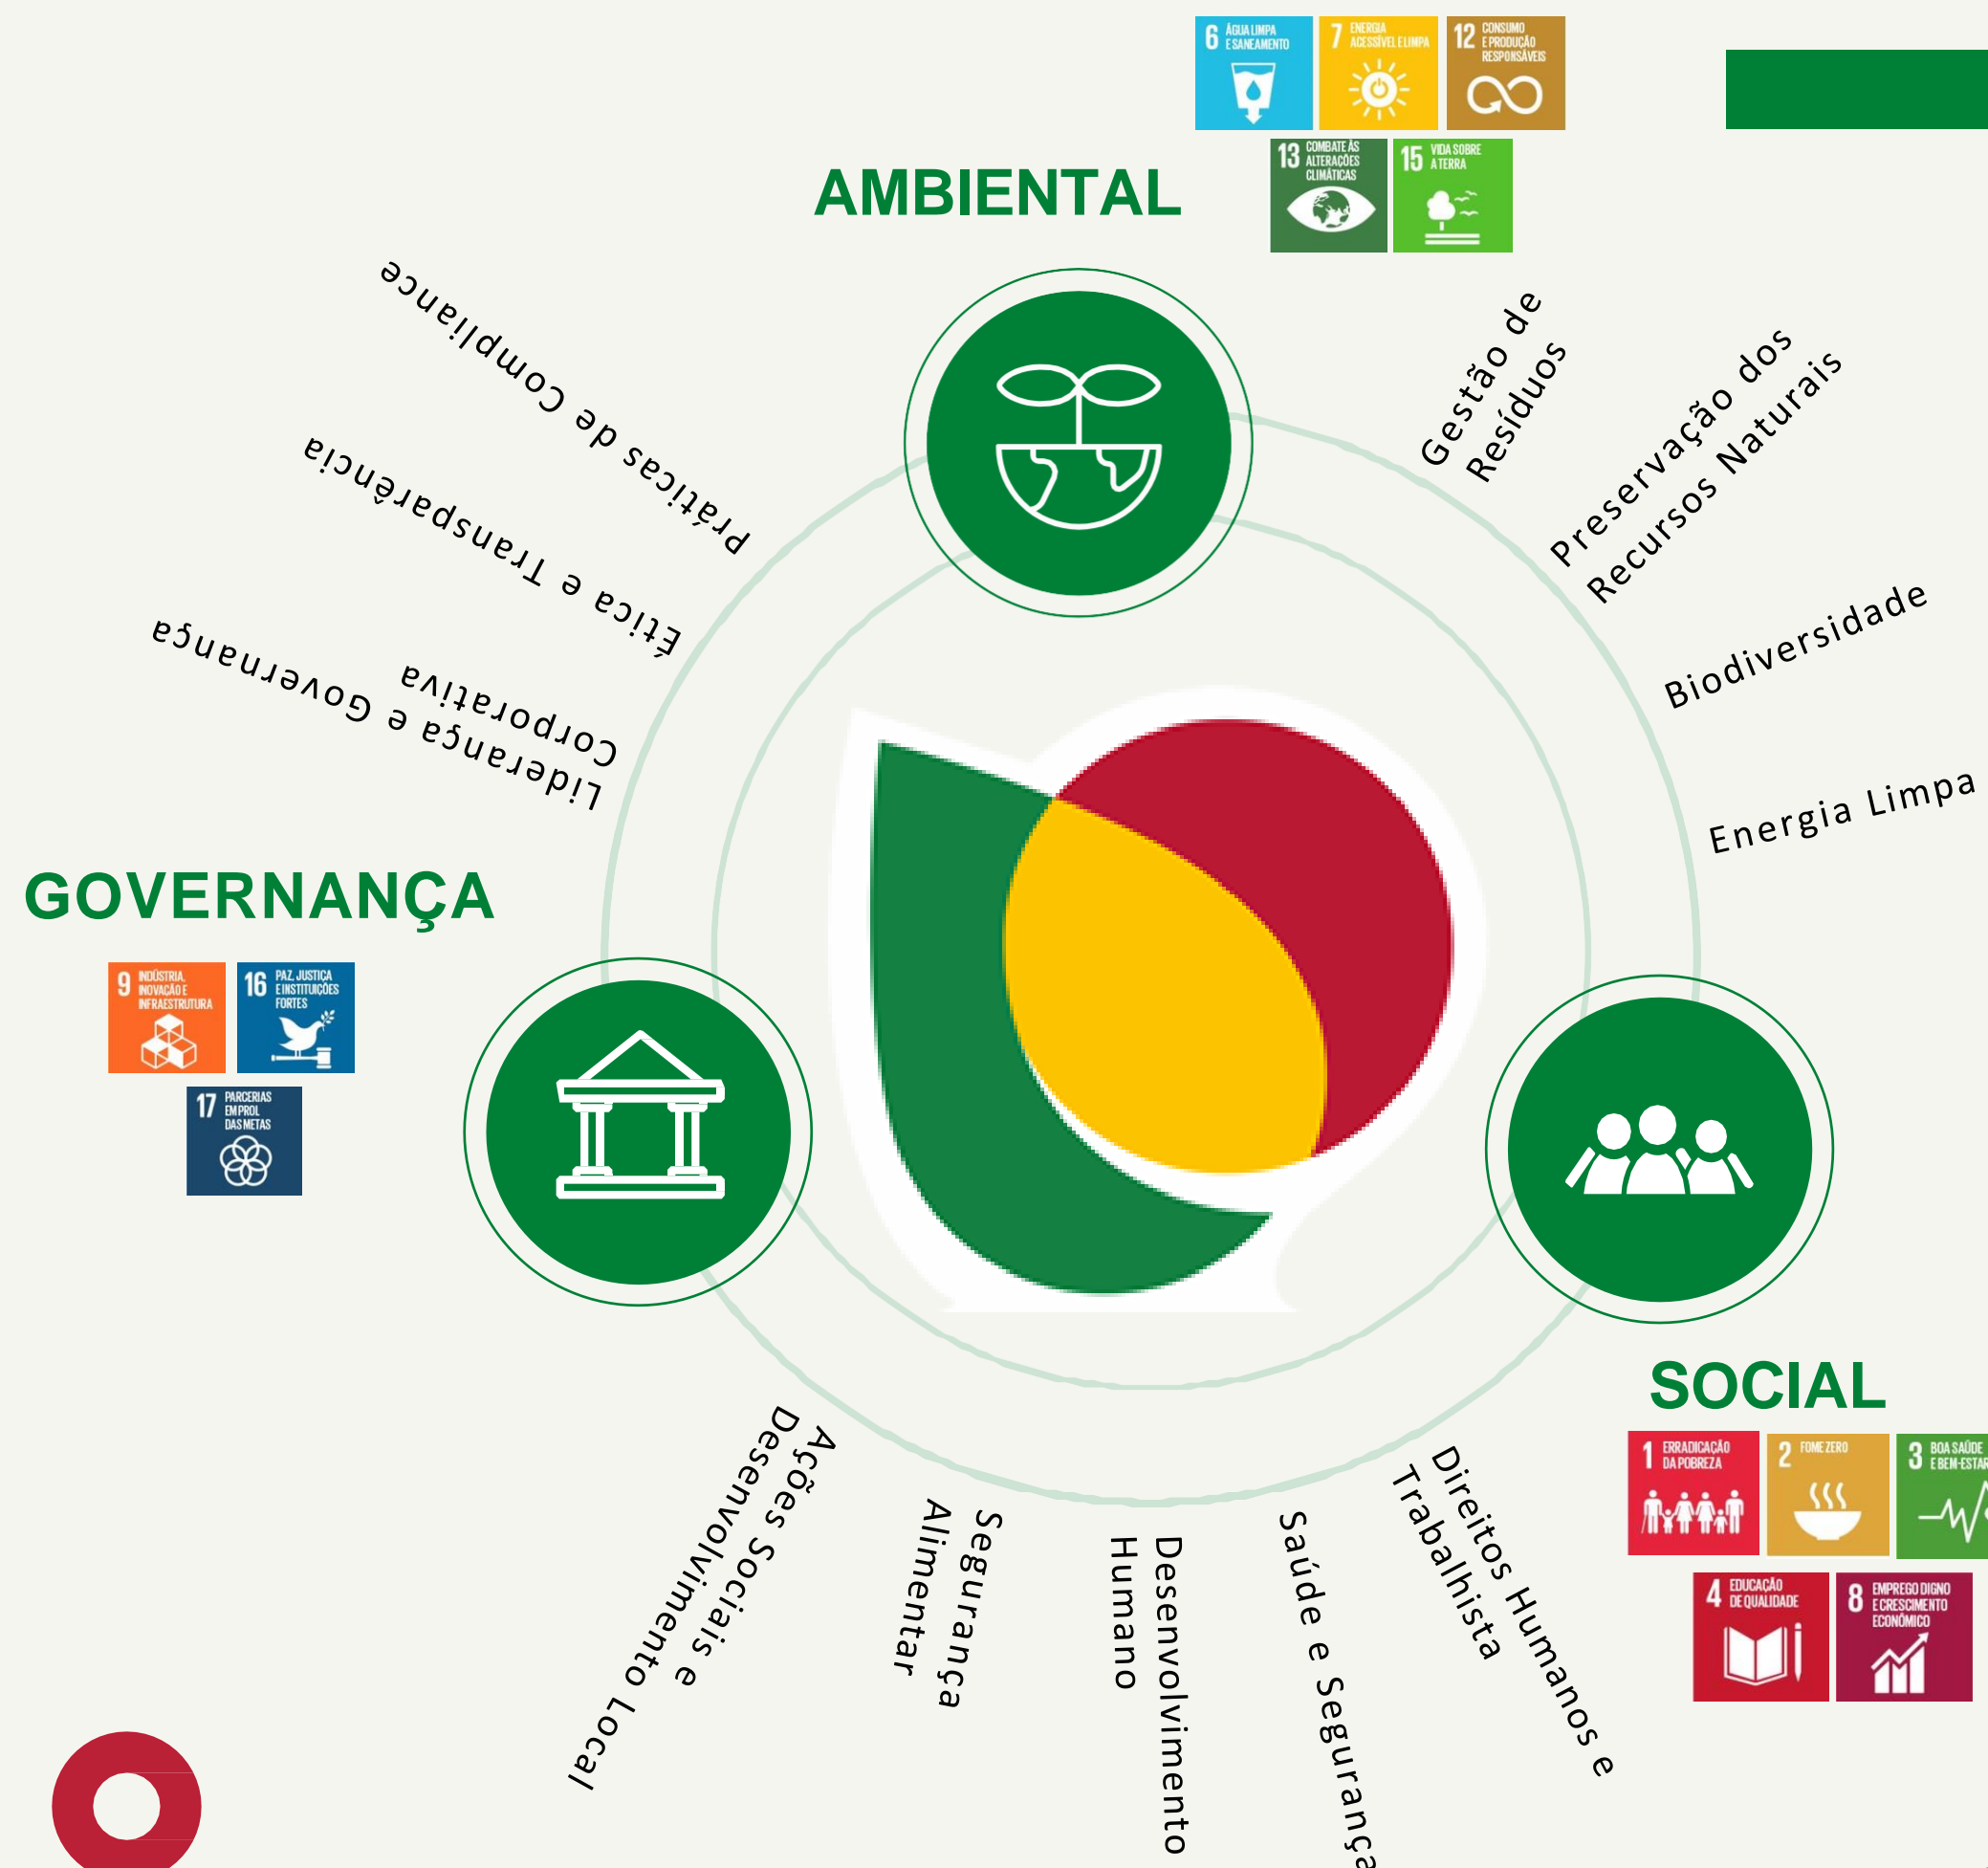 6 ÁGUA LIMPA
E SANEAMENTO
7 ENERGIA
ACESSÍVEL E LIMPA
12 CONSUMO
E PRODUÇÃO
RESPONSÁVEIS
13 COMBATE ÀS
ALTERAÇÕES
CLIMÁTICAS
15 VIDA SOBRE
A TERRA
AMBIENTAL
Gestão de
Resíduos
Preservação dos
Recursos Naturais
Biodiversidade
Energia Limpa
SOCIAL
1 ERRADICAÇÃO
DA POBREZA
2 FOME ZERO
3 BOA SAÚDE
E BEM-ESTAR
4 EDUCAÇÃO
DE QUALIDADE
8 EMPREGO DIGNO
E CRESCIMENTO
ECONÔMICO
Direitos Humanos e
Trabalhista
Saúde e Segurança
Desenvolvimento
Humano
Segurança
Alimentar
Ações Sociais e
Desenvolvimento Local
GOVERNANÇA
9 INDÚSTRIA,
INOVAÇÃO E
INFRAESTRUTURA
16 PAZ, JUSTIÇA
E INSTITUIÇÕES
FORTES
17 PARCERIAS
EM PROL
DAS METAS
Liderança e Governança
Corporativa
Ética e Transparência
Práticas de Compliance